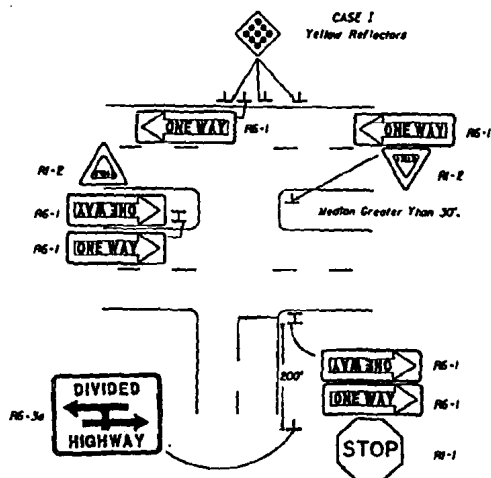 CASE I
Yellow Reflectors
ONE WAY
R6-1
ONE WAY
R6-1
R1-2
R1-2
ONE WAY
R6-1
Median Greater Than 30'.
ONE WAY
R6-1
200'
ONE WAY
R6-1
ONE WAY
R6-1
DIVIDED
HIGHWAY
R6-3a
STOP
R1-1